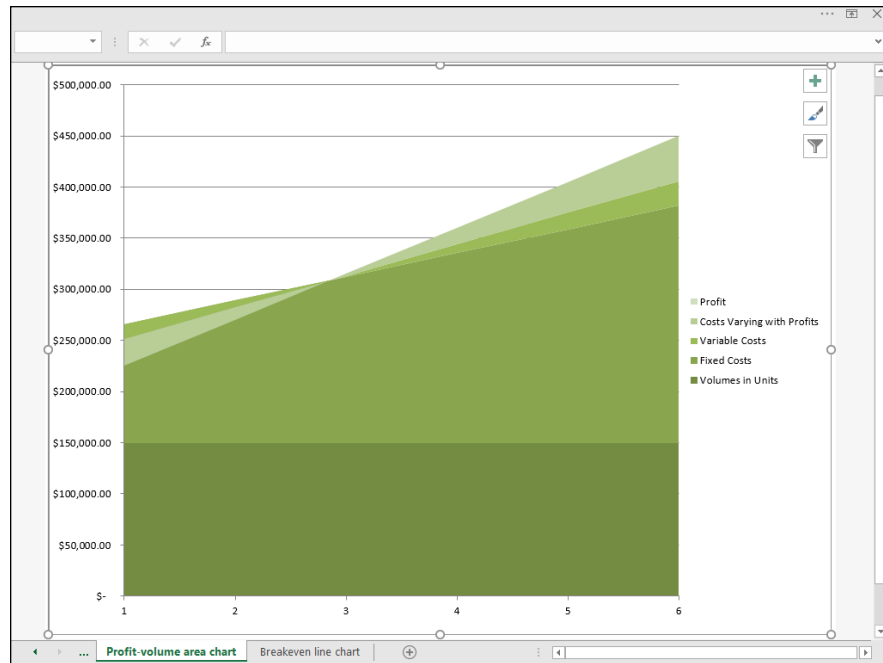 fx
$500,000.00
$450,000.00
$400,000.00
$350,000.00
$300,000.00
$250,000.00
$200,000.00
$150,000.00
$100,000.00
$50,000.00
$-
1 2 3 4 5 6
Profit
Costs Varying with Profits
Variable Costs
Fixed Costs
Volumes in Units
... Profit-volume area chart Breakeven line chart